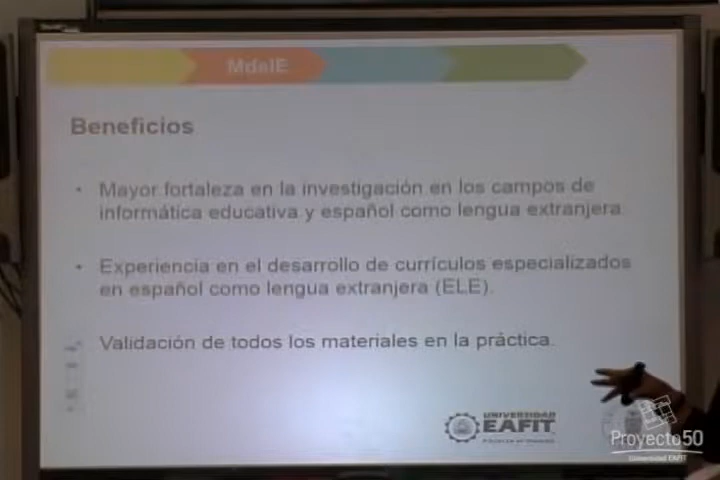 MdeIE
Beneficios
• Mayor fortaleza en la investigación en los campos de
informática educativa y español como lengua extranjera.
• Experiencia en el desarrollo de currículos especializados
en español como lengua extranjera (ELE).
Validación de todos los materiales en la práctica.
UNIVERSIDAD
EAFIT
Proyecto50
Universidad EAFIT